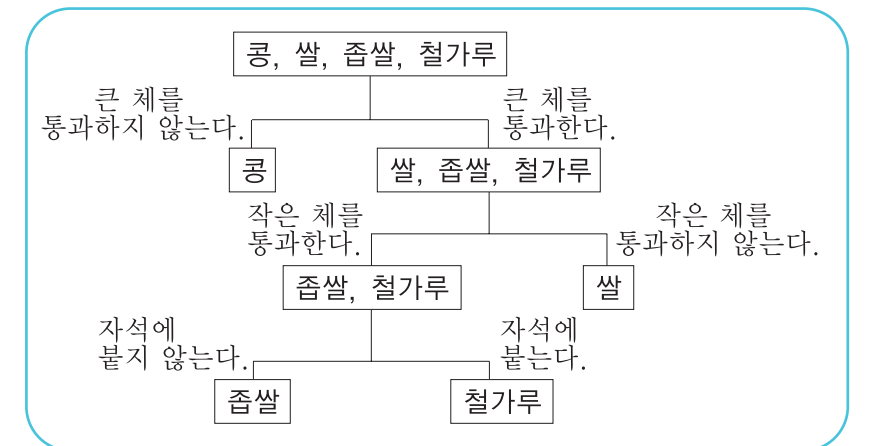 콩, 쌀, 좁쌀, 철가루
큰 체를
통과하지 않는다.
큰 체를
통과한다.
콩
쌀, 좁쌀, 철가루
작은 체를
통과한다.
작은 체를
통과하지 않는다.
좁쌀, 철가루
쌀
자석에
붙지 않는다.
자석에
붙는다.
좁쌀
철가루